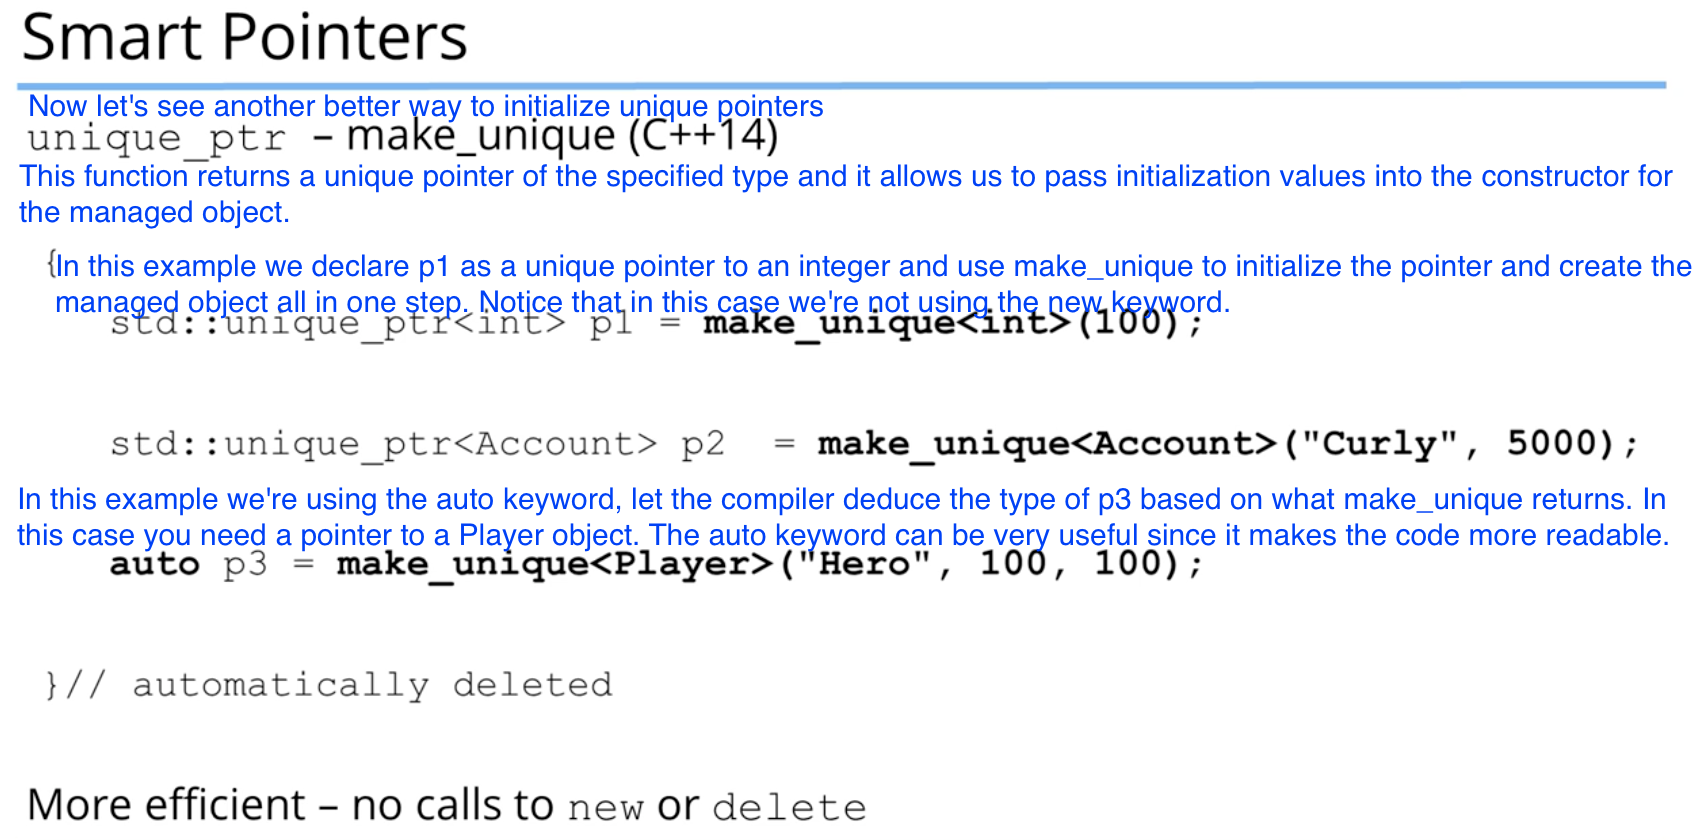 Smart Pointers
Now let's see another better way to initialize unique pointers
unique_ptr – make_unique (C++14)
This function returns a unique pointer of the specified type and it allows us to pass initialization values into the constructor for
the managed object.
{In this example we declare p1 as a unique pointer to an integer and use make_unique to initialize the pointer and create the
managed object all in one step. Notice that in this case we're not using the new keyword.
std::unique_ptr<int> p1 = make_unique<int>(100);
std::unique_ptr<Account> p2 = make_unique<Account>("Curly", 5000);
In this example we're using the auto keyword, let the compiler deduce the type of p3 based on what make_unique returns. In
this case you need a pointer to a Player object. The auto keyword can be very useful since it makes the code more readable.
auto p3 = make_unique<Player>("Hero", 100, 100);
}// automatically deleted
More efficient – no calls to new or delete